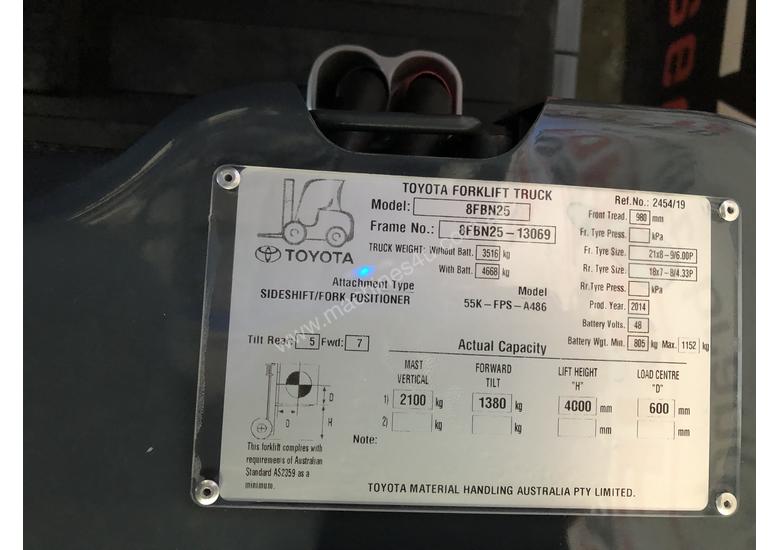 TOYOTA FORKLIFT TRUCK
Ref.No.: 2454/19
Model: 8FBN25
Front Tread. 980 mm
Frame No.: 8FBN25-13069
Fr. Tyre Press. kPa
TOYOTA
TRUCK WEIGHT: Without Batt. 3516 kg
Fr. Tyre Size. 21x8-9/6.00P
With Batt. 4668 kg
Rr. Tyre Size. 18x7-8/4.33P
Attachment Type
Model
Rr.Tyre Press. kPa
SIDESHIFT/FORK POSITIONER
55K-FPS-A486
Prod. Year. 2014
Battery Volts. 48
Tilt Rear: 5 Fwd: 7
Actual Capacity
Battery Wgt. Min. 805 kg Max. 1152 kg
MAST VERTICAL
FORWARD TILT
LIFT HEIGHT "H"
LOAD CENTRE "D"
1) 2100 kg 1380 kg 4000 mm 600 mm
2) kg kg mm mm
D
D
H
Note:
This forklift complies with
requirements of Australian
Standard AS2359 as a
minimum.
TOYOTA MATERIAL HANDLING AUSTRALIA PTY LIMITED.
www.machines4u.com.au